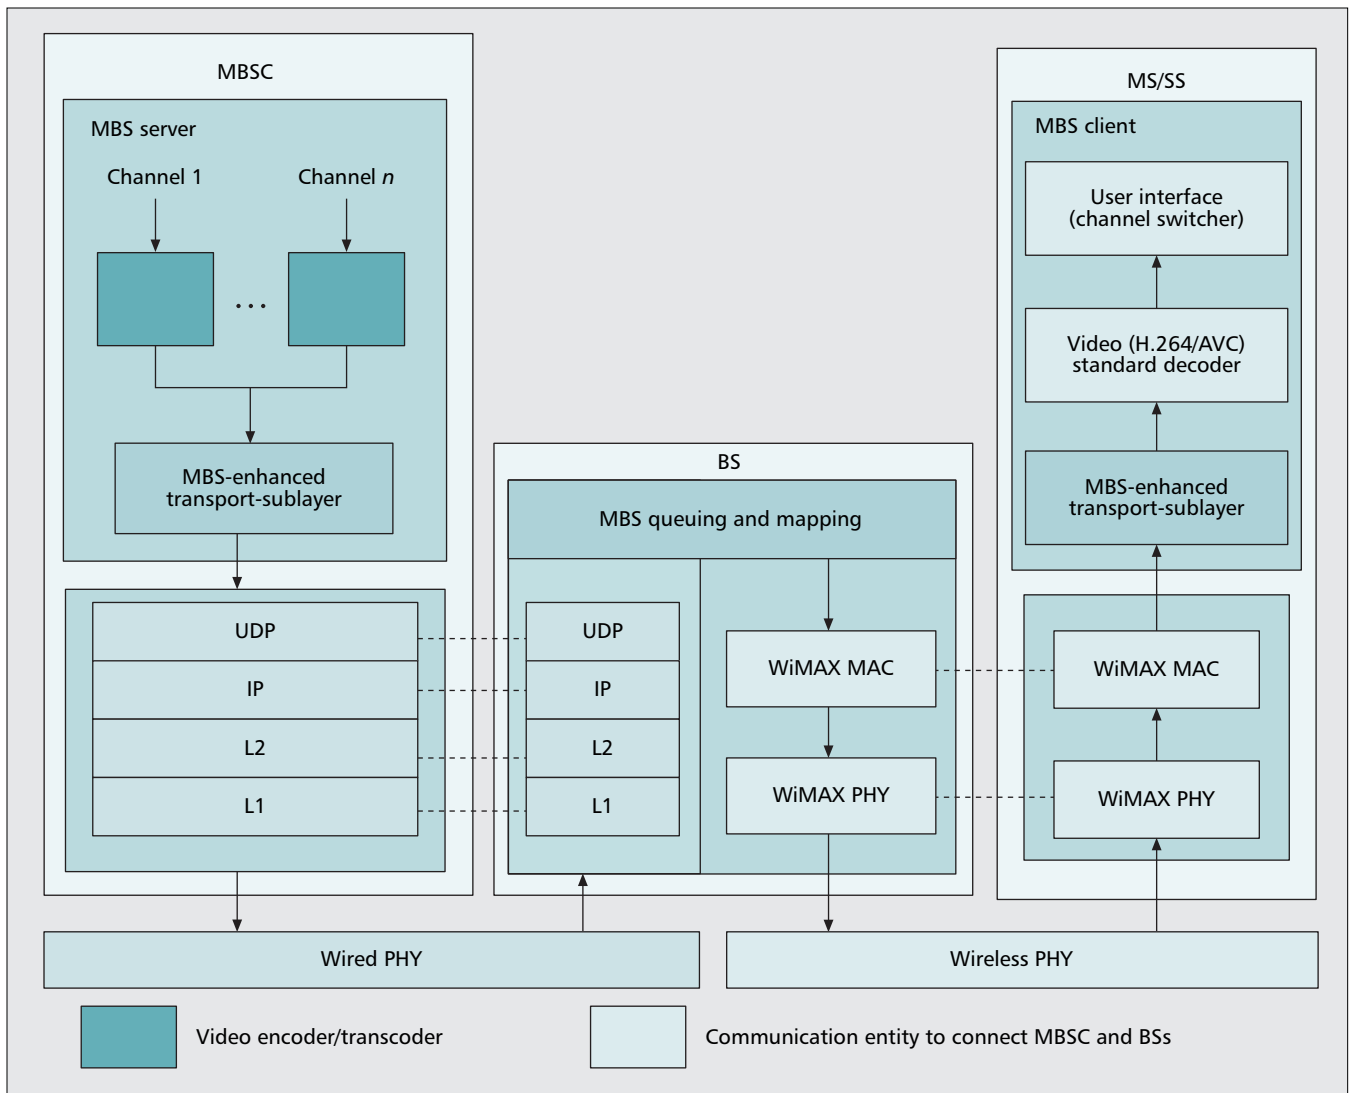 MBSC
MBS server
Channel 1
Channel n
...
MBS-enhanced
transport-sublayer
UDP
IP
L2
L1
BS
MBS queuing and mapping
UDP
IP
L2
L1
WiMAX MAC
WiMAX PHY
MS/SS
MBS client
User interface
(channel switcher)
Video (H.264/AVC)
standard decoder
MBS-enhanced
transport-sublayer
WiMAX MAC
WiMAX PHY
Wired PHY
Wireless PHY
Video encoder/transcoder
Communication entity to connect MBSC and BSs